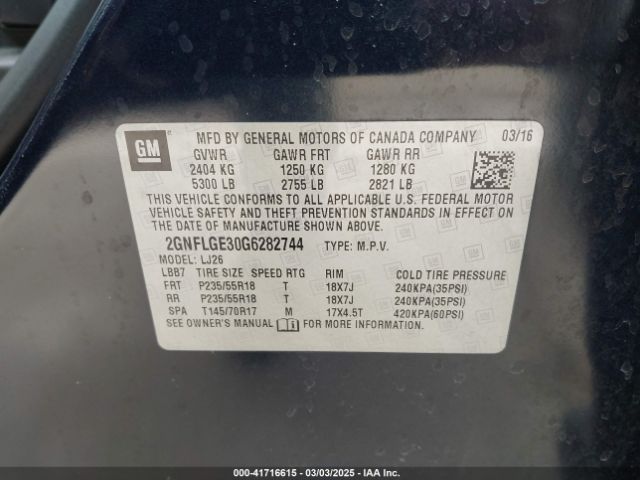 GM
MFD BY GENERAL MOTORS OF CANADA COMPANY 03/16
GVWR GAWR FRT GAWR RR
2404 KG 1250 KG 1280 KG
5300 LB 2755 LB 2821 LB
THIS VEHICLE CONFORMS TO ALL APPLICABLE U.S. FEDERAL MOTOR
VEHICLE SAFETY AND THEFT PREVENTION STANDARDS IN EFFECT ON
THE DATE OF MANUFACTURE SHOWN ABOVE.
2GNFLGE30G6282744 TYPE: M.P.V.
MODEL: LJ26
LBB7 TIRE SIZE SPEED RTG RIM COLD TIRE PRESSURE
FRT P235/55R18 T 18X7J 240KPA(35PSI)
RR P235/55R18 T 18X7J 240KPA(35PSI)
SPA T145/70R17 M 17X4.5T 420KPA(60PSI)
SEE OWNER'S MANUAL FOR MORE INFORMATION
000-41716615 - 03/03/2025 - IAAI.COM